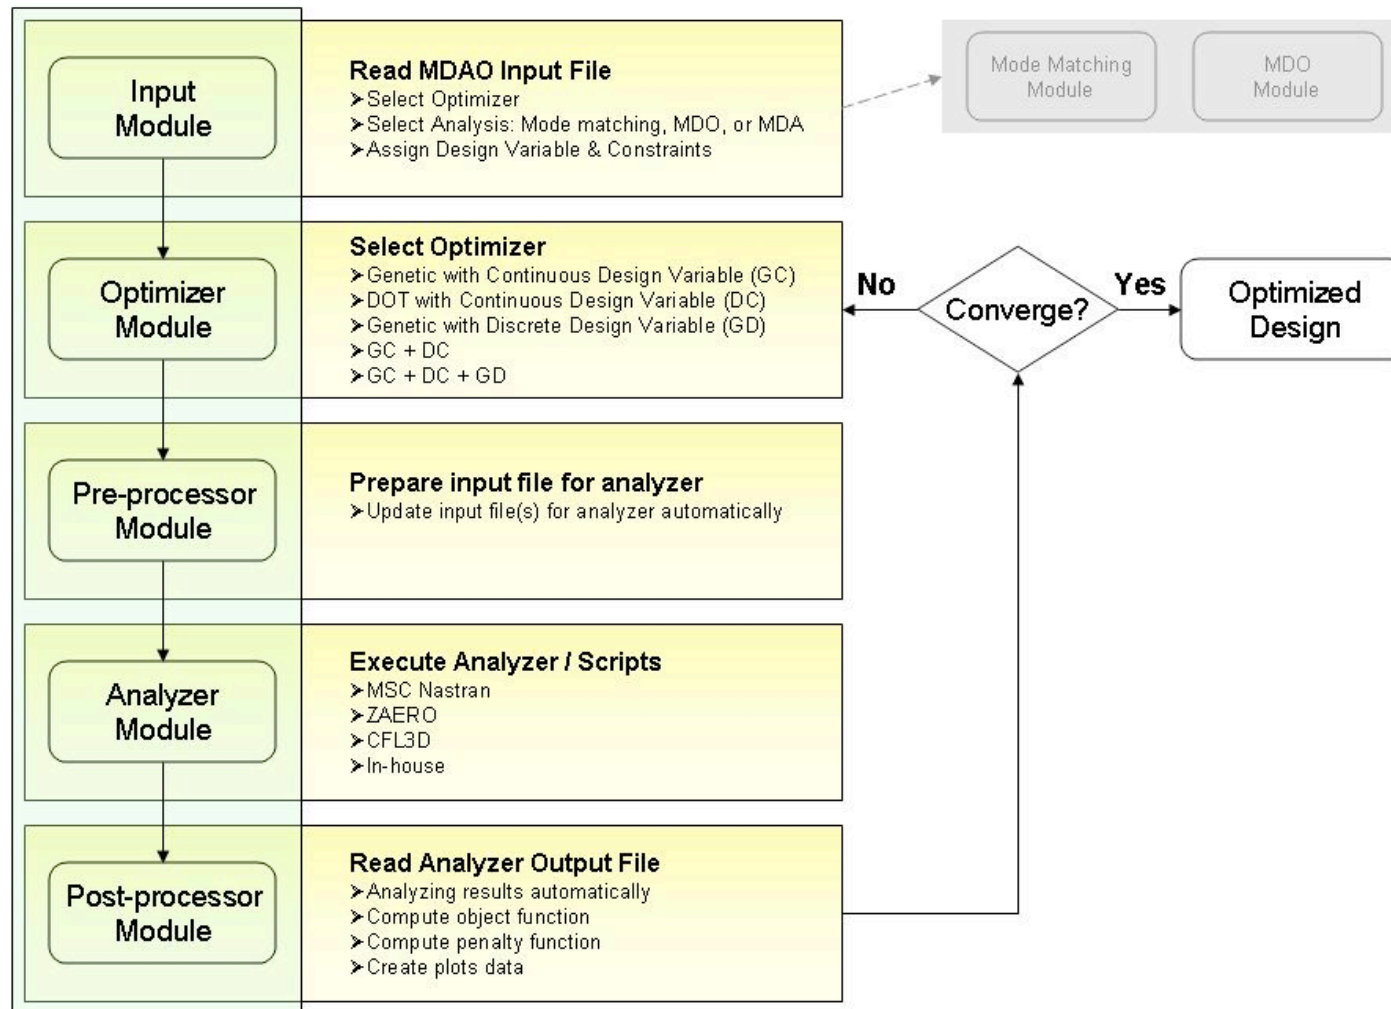 Input
Module
Read MDAO Input File
➤Select Optimizer
➤Select Analysis: Mode matching, MDO, or MDA
➤Assign Design Variable & Constraints
Mode Matching
Module
MDO
Module
Optimizer
Module
Select Optimizer
➤Genetic with Continuous Design Variable (GC)
➤DOT with Continuous Design Variable (DC)
➤Genetic with Discrete Design Variable (GD)
➤GC + DC
➤GC + DC + GD
No
Converge?
Yes
Optimized
Design
Pre-processor
Module
Prepare input file for analyzer
➤Update input file(s) for analyzer automatically
Analyzer
Module
Execute Analyzer / Scripts
➤MSC Nastran
➤ZAERO
➤CFL3D
➤In-house
Post-processor
Module
Read Analyzer Output File
➤Analyzing results automatically
➤Compute object function
➤Compute penalty function
➤Create plots data